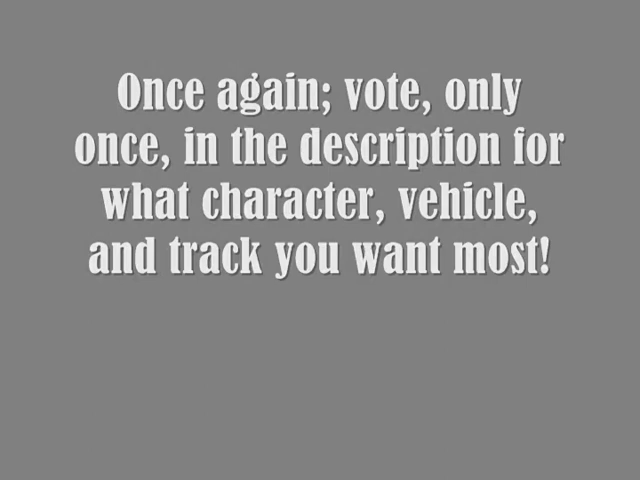 Once again; vote, only
once, in the description for
what character, vehicle,
and track you want most!